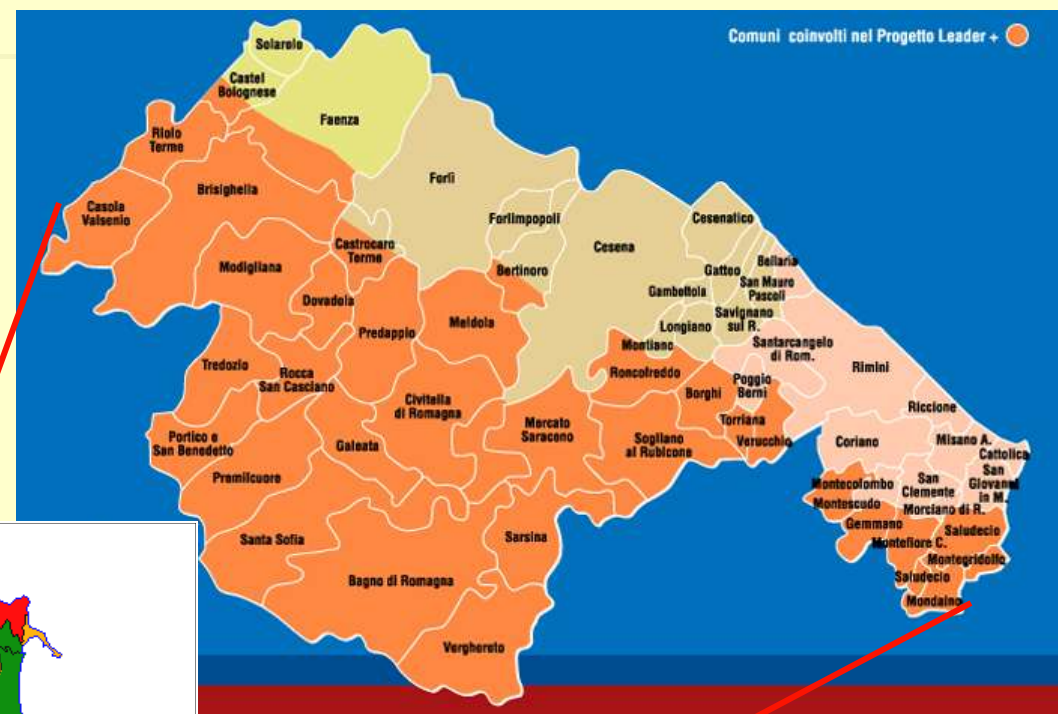 Comuni coinvolti nel Progetto Leader +
Solarolo
Castel
Bolognese
Faenza
Riolo
Terme
Brisighella
Forlì
Casola
Valsenio
Forlimpopoli
Cesenatico
Castrocaro
Terme
Cesena
Bertinoro
Bellaria
Modigliana
Gatteo
San Mauro
Pascoli
Gambettola
Dovadola
Savignano
sul R.
Meldola
Longiano
Predappio
Montiano
Santarcangelo
di Rom.
Tredozio
Rocca
San Casciano
Roncofreddo
Rimini
Poggio
Berni
Borghi
Civitella
di Romagna
Riccione
Mercato
Saraceno
Torriana
Portico e
San Benedetto
Galeata
Sogliano
al Rubicone
Verucchio
Coriano
Misano A.
Cattolica
Premilcuore
San
Giovanni
in M.
Montecolombo
San
Clemente
Montescudo
Morciano di R.
Gemmano
Saludecio
Santa Sofia
Sarsina
Montefiore C.
Montegridolfo
Bagno di Romagna
Saludecio
Mondaino
Verghereto